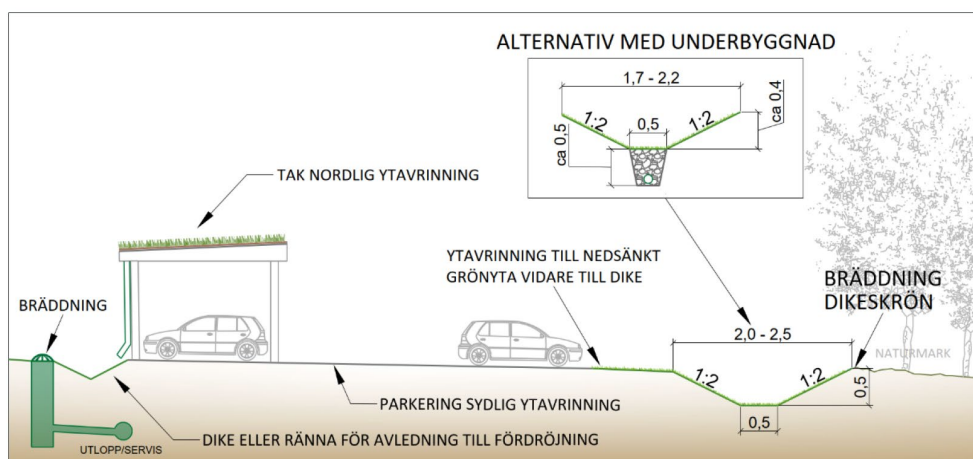 ALTERNATIV MED UNDERBYGGNAD
1,7 - 2,2
1:2
0,5
1:2
ca 0,4
ca 0,5
TAK NORDLIG YTAVRINNING
YTAVRINNING TILL NEDSÄNKT
GRÖNYTA VIDARE TILL DIKE
BRÄDDNING
DIKESKRÖN
BRÄDDNING
2,0 - 2,5
NATURMARK
1:2
1:2
0,5
0,5
PARKERING SYDLIG YTAVRINNING
DIKE ELLER RÄNNA FÖR AVLEDNING TILL FÖRDRÖJNING
UTLOPP/SERVIS